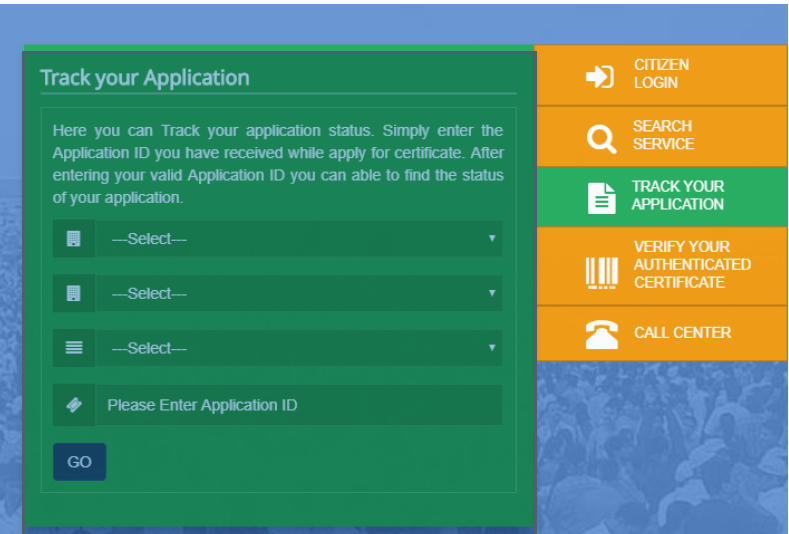 Track your Application
Here you can Track your application status. Simply enter the
Application ID you have received while apply for certificate. After
entering your valid Application ID you can able to find the status
of your application.
---Select---
---Select---
---Select---
Please Enter Application ID
GO
CITIZEN
LOGIN
SEARCH
SERVICE
TRACK YOUR
APPLICATION
VERIFY YOUR
AUTHENTICATED
CERTIFICATE
CALL CENTER